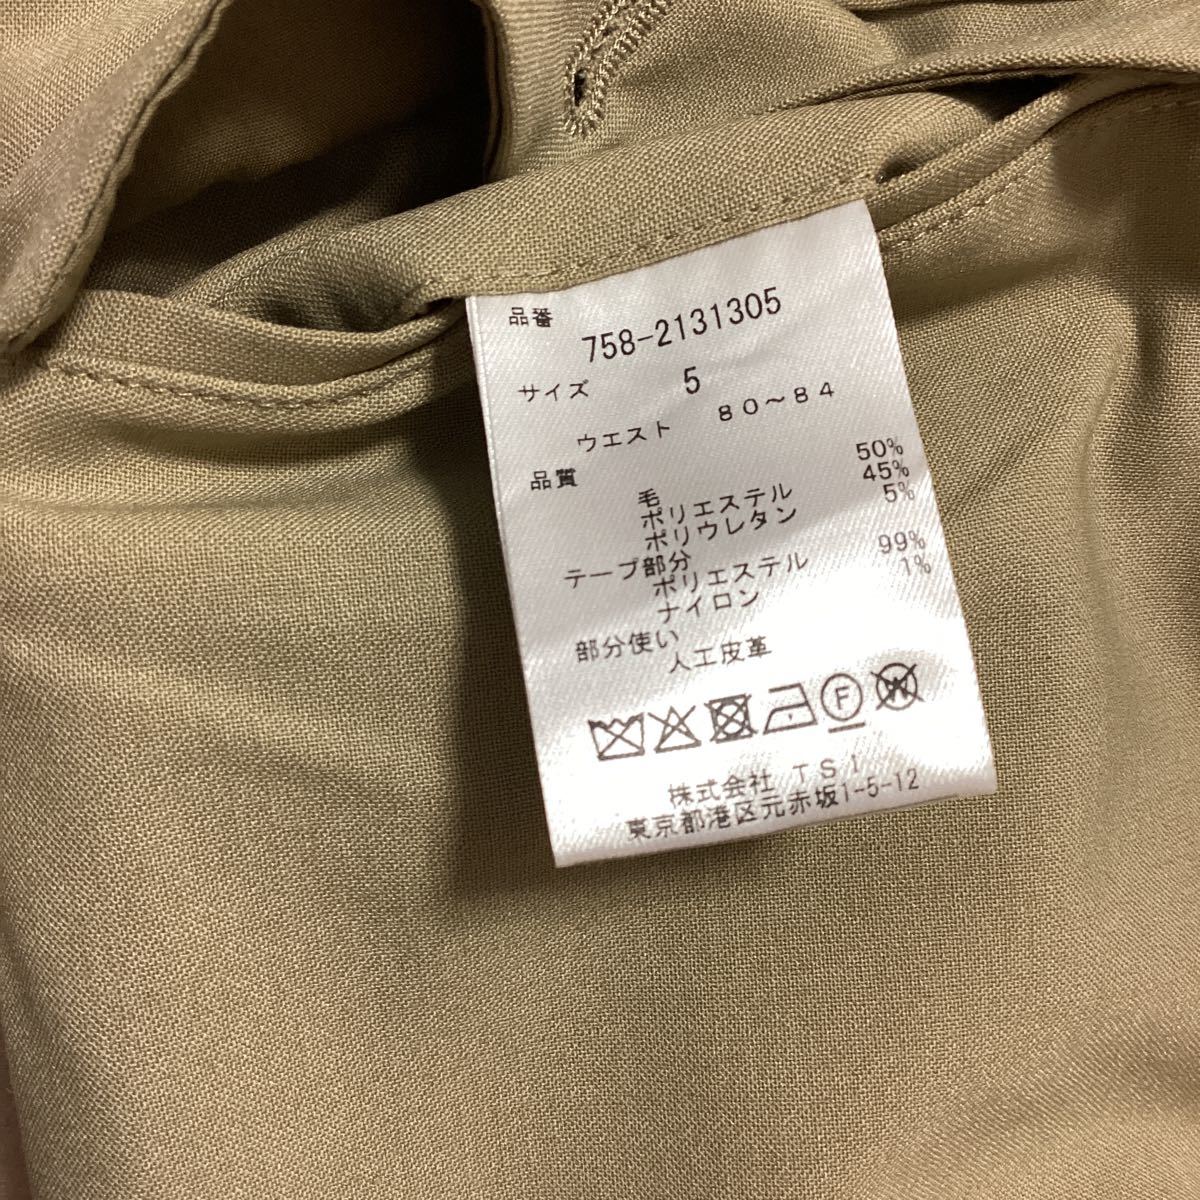 品番
758-2131305
サイズ 5
ウエスト 80～84
品質
毛 50%
ポリエステル 45%
ポリウレタン 5%
テープ部分
ポリエステル 99%
ナイロン 1%
部分使い
人工皮革
F W
株式会社 TSI
東京都港区元赤坂1-5-12